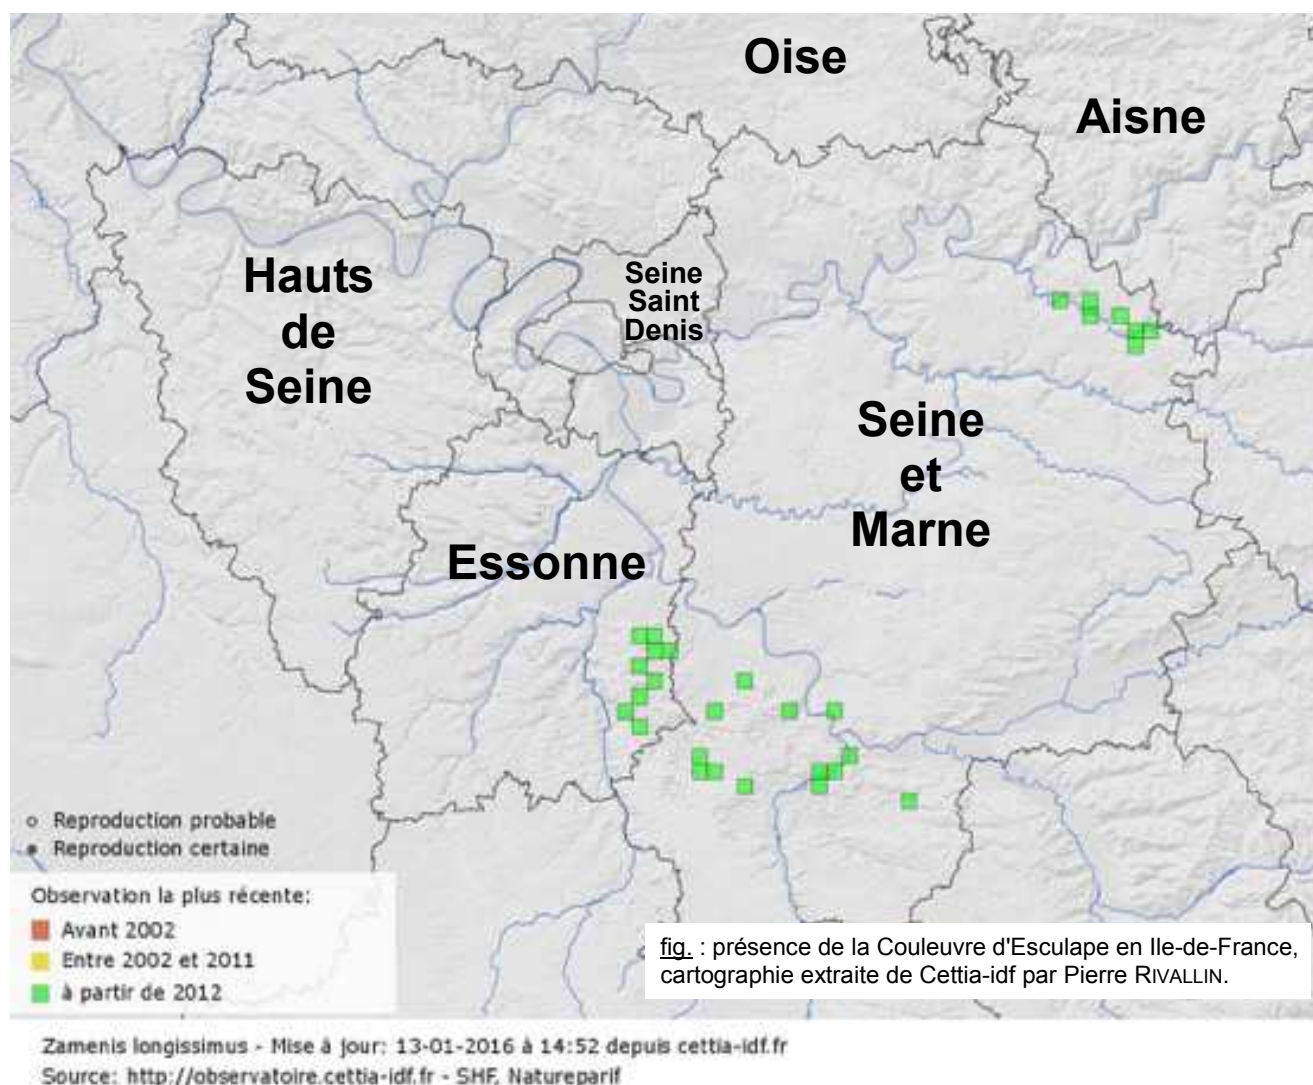 Oise
Aisne
Hauts
de
Seine
Seine
Saint
Denis
Seine
et
Marne
Essonne
Reproduction probable
Reproduction certaine
Observation la plus récente:
Avant 2002
Entre 2002 et 2011
à partir de 2012
fig. : présence de la Couleuvre d'Esculape en Ile-de-France,
cartographie extraite de Cettia-idf par Pierre RIVALLIN.
Zamenis longissimus - Mise à jour: 13-01-2016 à 14:52 depuis cettia-idf.fr
Source: http://observatoire.cettia-idf.fr - SHF, Natureparif